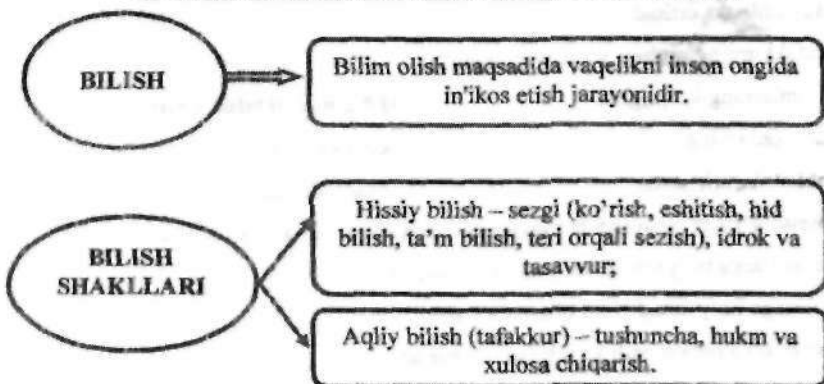 BILISH
Bilim olish maqsadida vaqelikni inson ongida
in'ikos etish jarayonidir.
BILISH
SHAKLLARI
Hissiy bilish – sezgi (ko'rish, eshitish, hid
bilish, ta'm bilish, teri orqali sezish), idrok va
tasavvur;
Aqliy bilish (tafakkur) – tushuncha, hukm va
xulosa chiqarish.